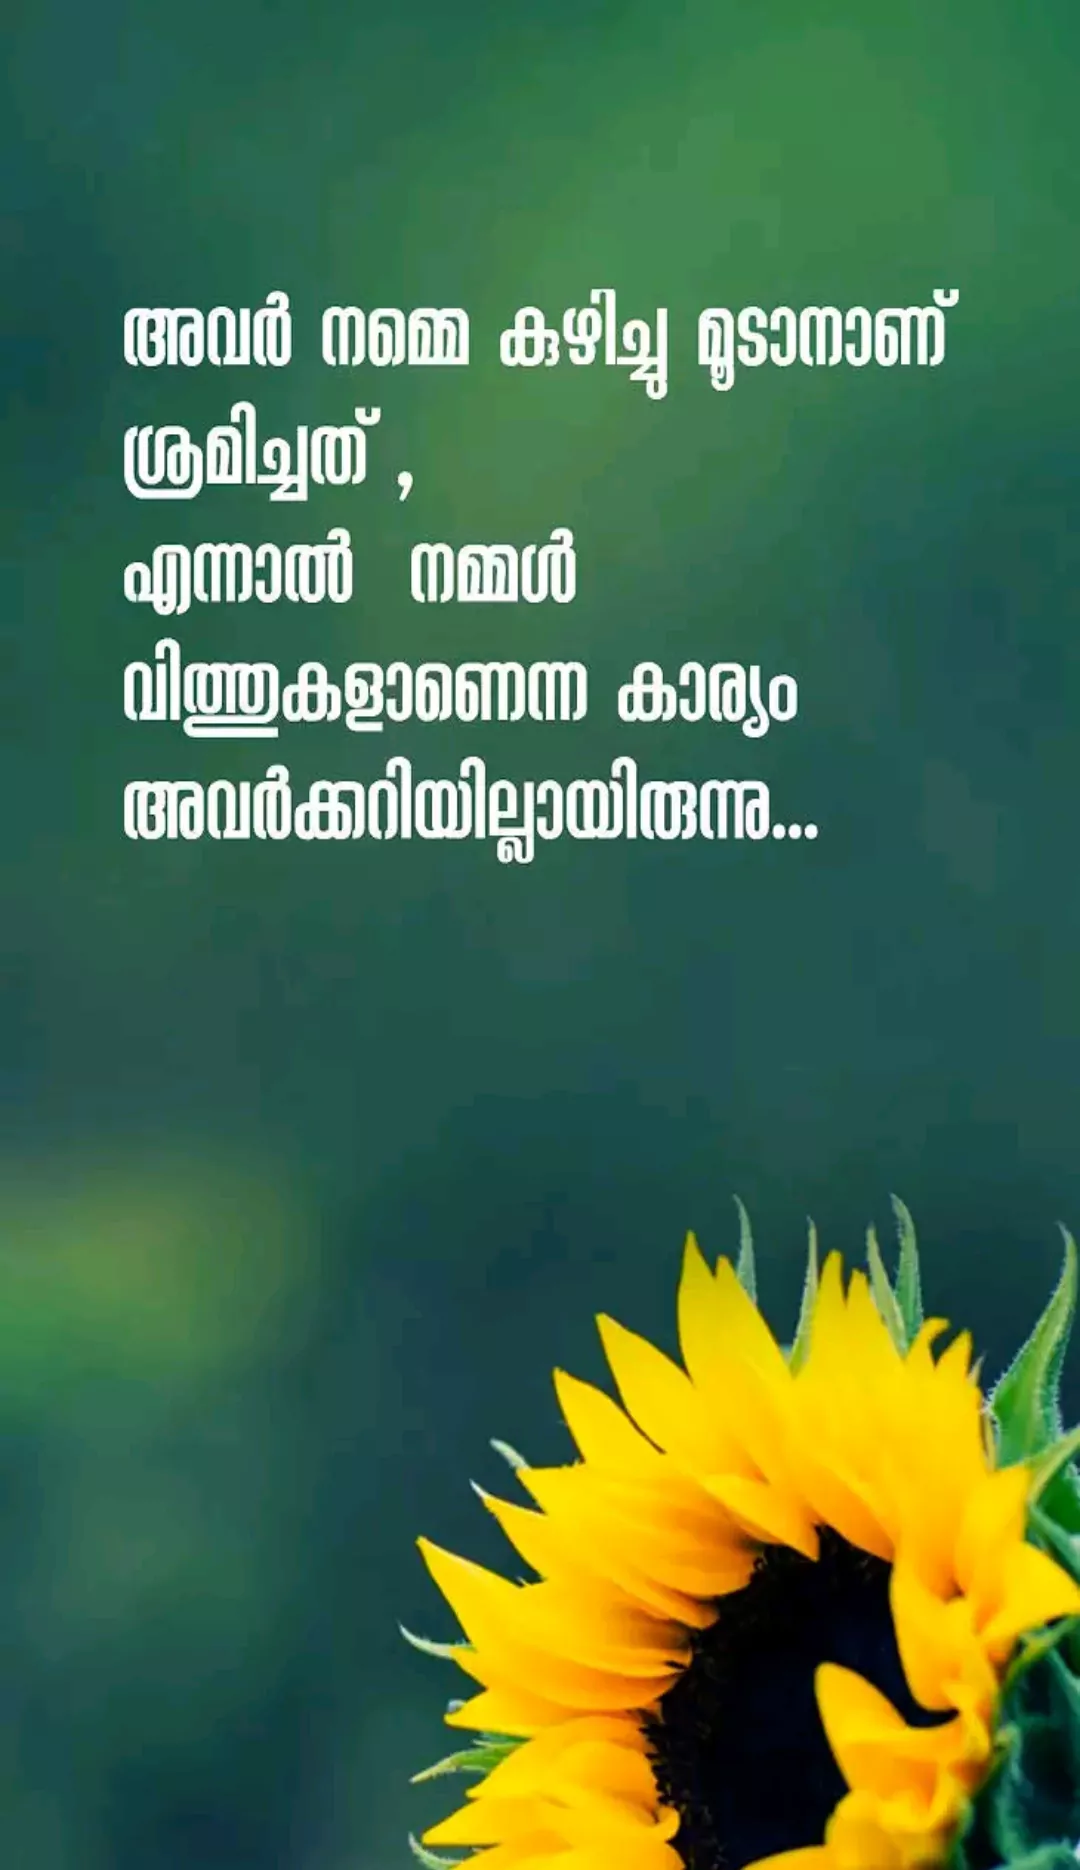 അവർ നമ്മെ കുഴിച്ചു മൂടാനാണ്
ശ്രമിച്ചത് ,
എന്നാൽ നമ്മൾ
വിത്തുകളാണെന്ന കാര്യം
അവർക്കറിയില്ലായിരുന്നു...